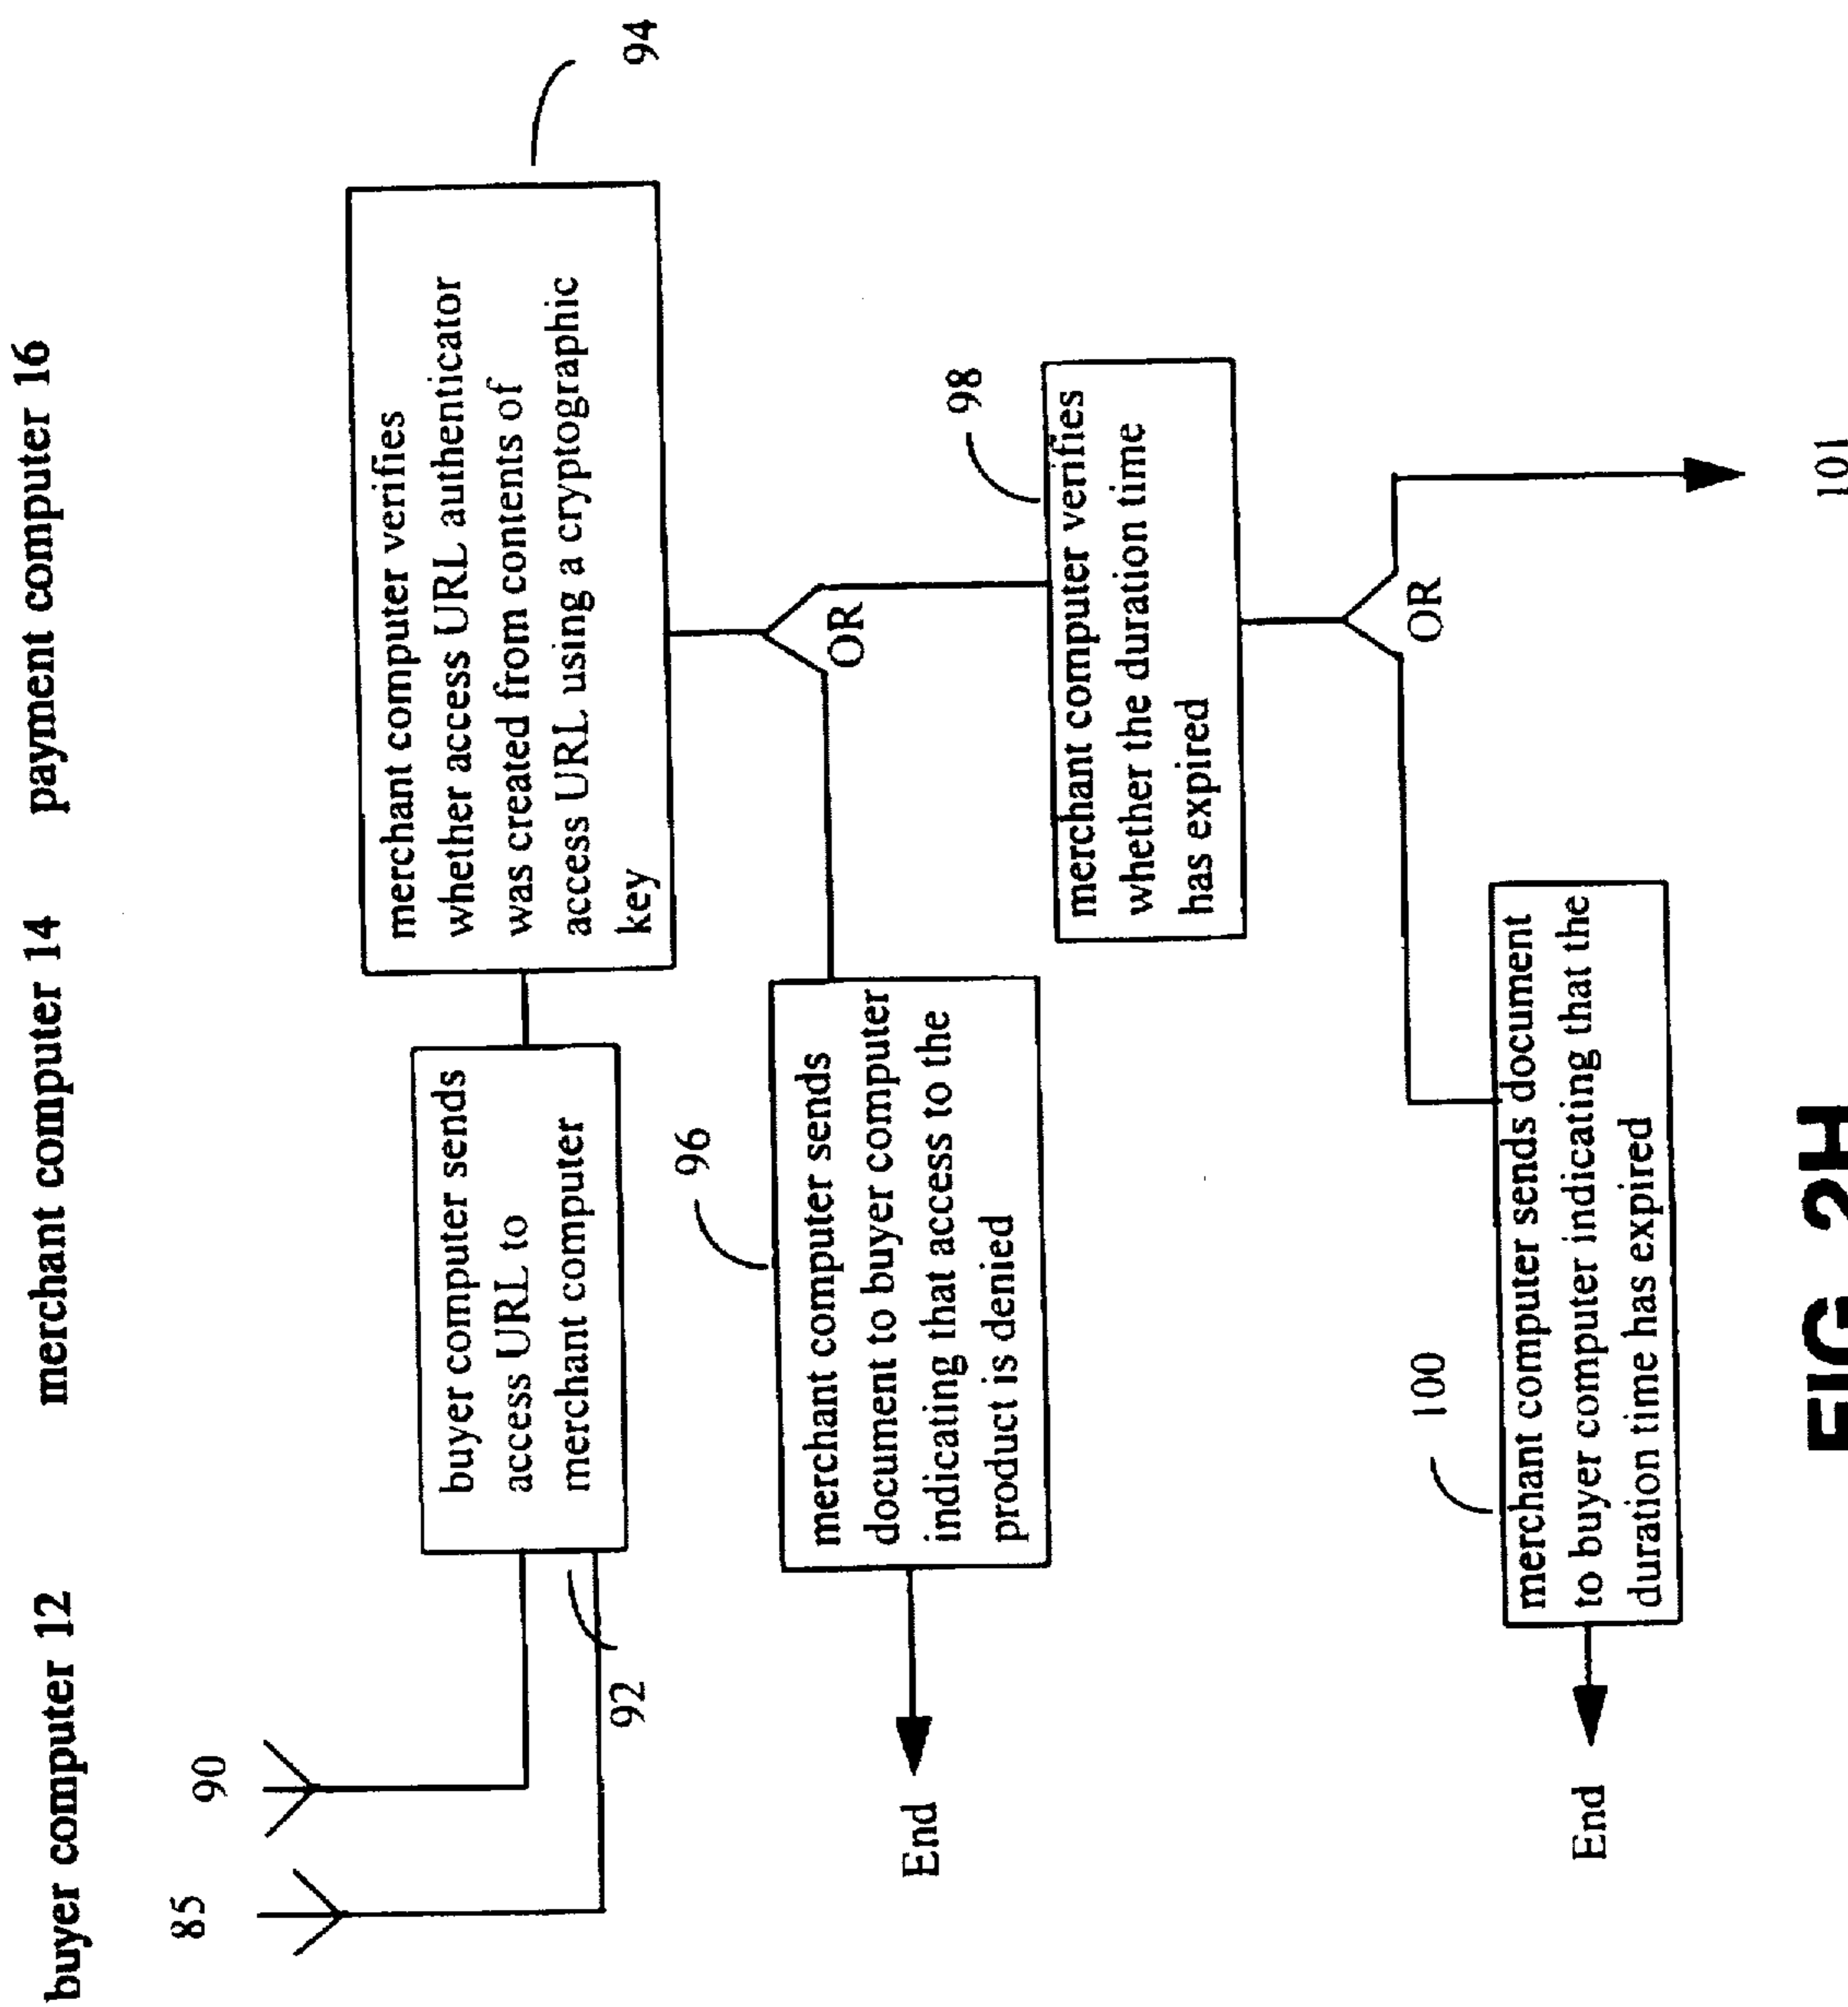 buyer computer 12
merchant computer 14
payment computer 16
85
90
buyer computer sends
access URL to
merchant computer
92
merchant computer verifies
whether access URL authenticator
was created from contents of
access URL using a cryptographic
key
94
OR
96
merchant computer sends
document to buyer computer
indicating that access to the
product is denied
End
98
merchant computer verifies
whether the duration time
has expired
OR
100
merchant computer sends document
to buyer computer indicating that the
duration time has expired
End
101
FIG. 2H